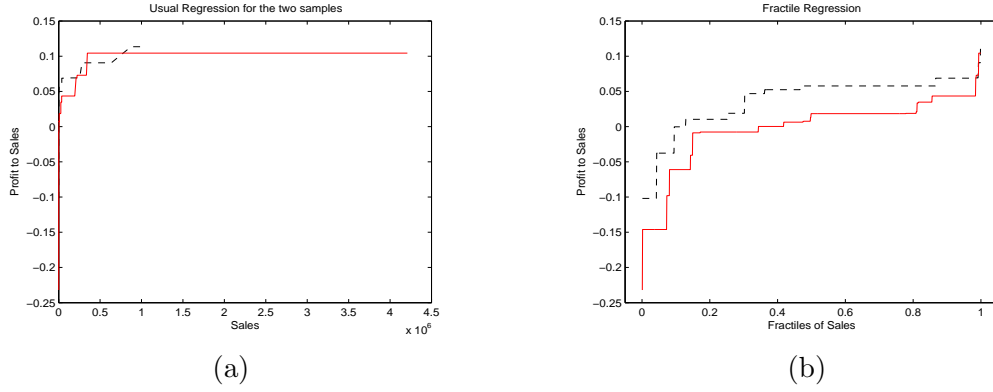 Usual Regression for the two samples
0.15
0.1
0.05
0
−0.05
−0.1
−0.15
−0.2
−0.25
Profit to Sales
0 0.5 1 1.5 2 2.5 3 3.5 4 4.5
x 10^6
Sales
(a)
Fractile Regression
0.15
0.1
0.05
0
−0.05
−0.1
−0.15
−0.2
−0.25
Profit to Sales
0 0.2 0.4 0.6 0.8 1
Fractiles of Sales
(b)